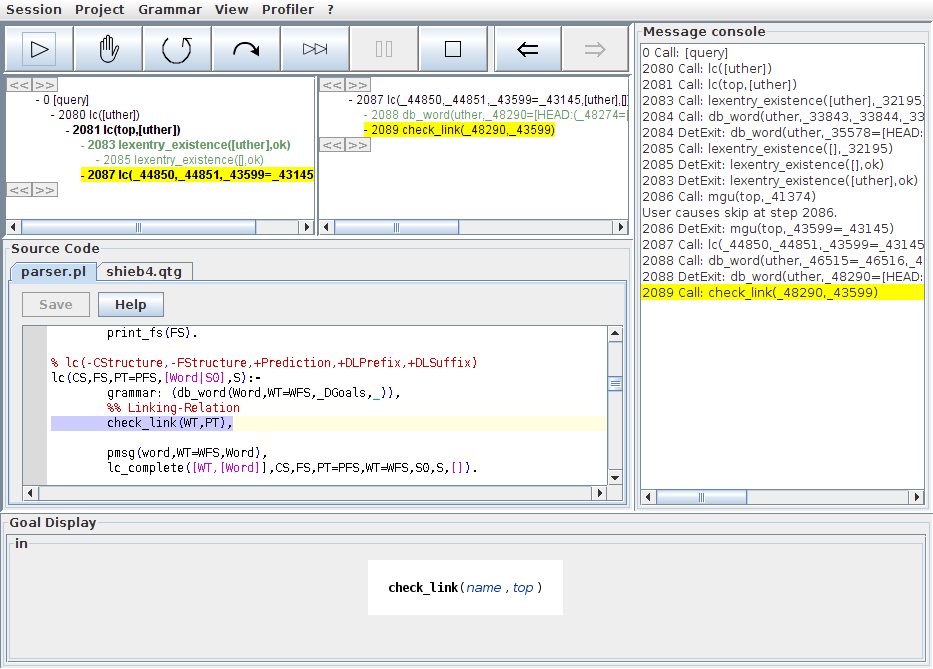 Session Project Grammar View Profiler ?
<< >>
- 0 [query]
- 2080 lc([uther])
- 2081 lc(top,[uther])
- 2083 lexentry_existence([uther],ok)
- 2085 lexentry_existence([],ok)
- 2087 lc(_44850,_44851,_43599=_43145
<< >>
<< >>
- 2087 lc(_44850,_44851,_43599=_43145,[uther],[]
- 2088 db_word(uther,_48290=[HEAD:(_48274=[
- 2089 check_link(_48290,_43599)
<< >>
Message console
0 Call: [query]
2080 Call: lc([uther])
2081 Call: lc(top,[uther])
2083 Call: lexentry_existence([uther],_32195)
2084 Call: db_word(uther,_33843,_33844,_33
2084 DetExit: db_word(uther,_35578=[HEAD:
2085 Call: lexentry_existence([],_32195)
2085 DetExit: lexentry_existence([],ok)
2083 DetExit: lexentry_existence([uther],ok)
2086 Call: mgu(top,_41374)
User causes skip at step 2086.
2086 DetExit: mgu(top,_43599=_43145)
2087 Call: lc(_44850,_44851,_43599=_43145
2088 Call: db_word(uther,_46515=_46516,_4
2088 DetExit: db_word(uther,_48290=[HEAD:
2089 Call: check_link(_48290,_43599)
Source Code
parser.pl shieb4.qtg
Save Help
print_fs(FS).
% lc(-CStructure,-FStructure,+Prediction,+DLPrefix,+DLSuffix)
lc(CS,FS,PT=PFS,[Word|S0],S):-
grammar: (db_word(Word,WT=WFS,_DGoals,_)),
%% Linking-Relation
check_link(WT,PT),
pmsg(word,WT=WFS,Word),
lc_complete([WT,[Word]],CS,FS,PT=PFS,WT=WFS,S0,S,[]).
Goal Display
in
check_link(name ,top )